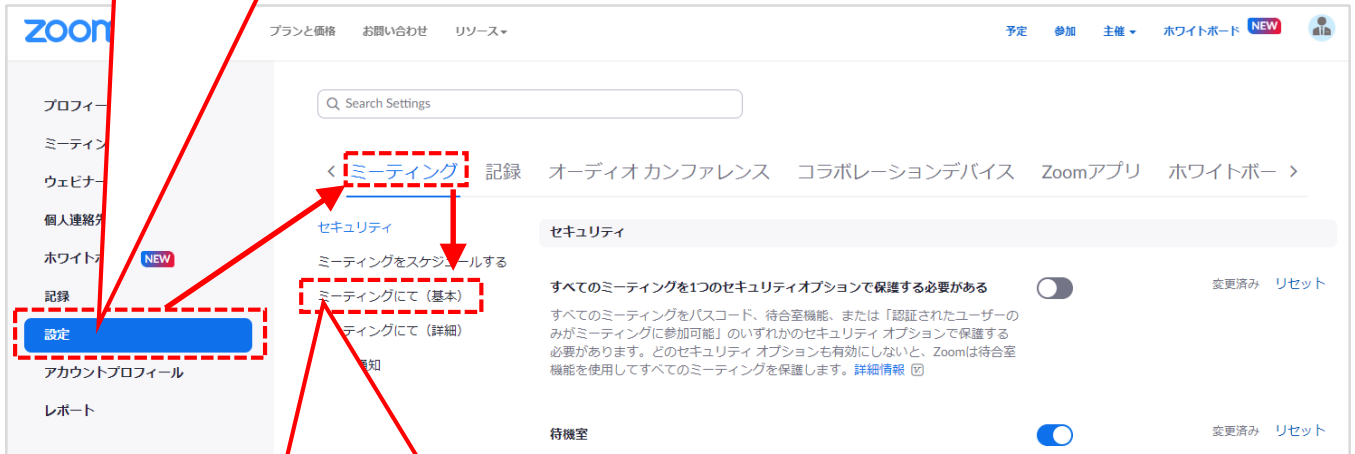 zoom
プランと価格 お問い合わせ リソース
予定 参加 主催 ホワイトボード NEW
Search Settings
プロフィー
ミーティン
ウェビナー
個人連絡先
ホワイトボ NEW
記録
設定
アカウントプロフィール
レポート
ミーティング 記録 オーディオ カンファレンス コラボレーションデバイス Zoomアプリ ホワイトボー
セキュリティ
ミーティングをスケジュールする
ミーティングにて（基本）
ティングにて（詳細）
通知
セキュリティ
すべてのミーティングを1つのセキュリティオプションで保護する必要がある
変更済み リセット
すべてのミーティングをパスコード、待合室機能、または「認証されたユーザーの
みがミーティングに参加可能」のいずれかのセキュリティ オプションで保護する
必要があります。どのセキュリティ オプションも有効にしないと、Zoomは待合室
機能を使用してすべてのミーティングを保護します。詳細情報
待機室
変更済み リセット